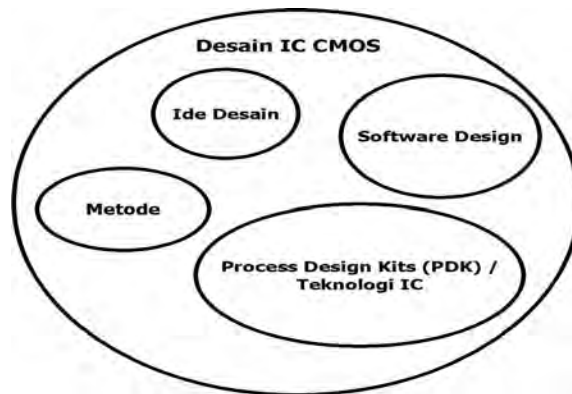 Desain IC CMOS
Ide Desain
Software Design
Metode
Process Design Kits (PDK) /
Teknologi IC